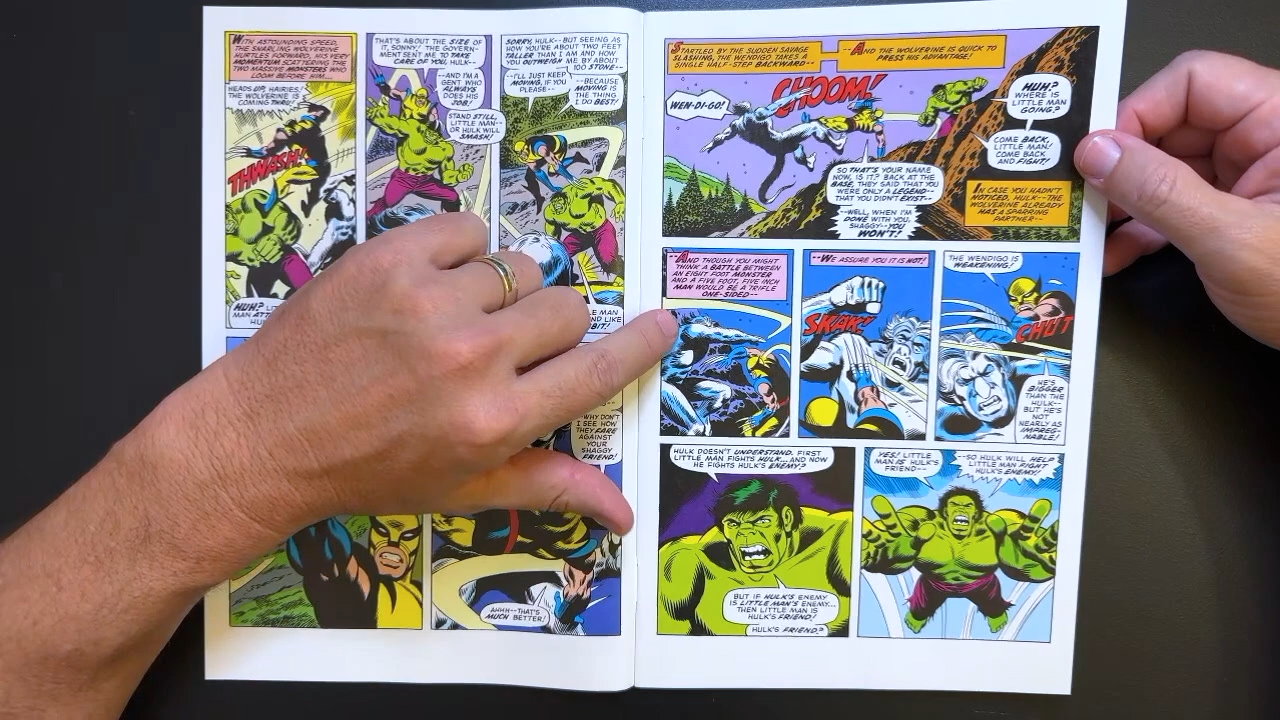 WITH ASTOUNDING SPEED,
THE SNARLING WOLVERINE
HURTLES FORWARD, HIS VERY
MOMENTUM SCATTERING THE
TWO MASSIVE MONSTERS WHO
LOOM BEFORE HIM...
HEADS UP, HAIRIES!
THE WOLVERINE IS
COMING THRU!
THWASH!
HUH?
MAN
THAT'S ABOUT THE SIZE OF
IT, SONNY! THE GOVERN-
MENT SENT ME TO TAKE
CARE OF YOU, HULK--
--AND I'M A
GENT WHO
ALWAYS
DOES HIS
JOB!
STAND STILL,
LITTLE MAN--
OR HULK WILL
SMASH!
SORRY, HULK--BUT SEEING AS
HOW YOU'RE ABOUT TWO FEET
TALLER THAN I AM AND HOW
YOU OUTWEIGH ME BY ABOUT
100 STONE--
--I'LL JUST KEEP
MOVING, IF YOU
PLEASE--
--BECAUSE
MOVING IS
THE THING
I DO BEST!
MAN
LIKE
WHY DON'T
I SEE HOW
THEY FARE
AGAINST
YOUR
SHAGGY
FRIEND!
AHHH--THAT'S
MUCH BETTER!
STARTLED BY THE SUDDEN SAVAGE
SLASHING, THE WENDIGO TAKES A
SINGLE HALF-STEP BACKWARD--
--AND THE WOLVERINE IS QUICK TO
PRESS HIS ADVANTAGE!
WEN-DI-GO!
CHOOM!
HUH?
WHERE IS
LITTLE MAN
GOING?
COME BACK,
LITTLE MAN!
COME BACK
AND FIGHT!
SO THAT'S YOUR NAME
NOW, IS IT? BACK AT THE
BASE, THEY SAID THAT YOU
WERE ONLY A LEGEND--
THAT YOU DIDN'T EXIST--
--WELL, WHEN I'M
DONE WITH YOU,
SHAGGY--YOU
WON'T!
IN CASE YOU HADN'T
NOTICED, HULK--THE
WOLVERINE ALREADY
HAS A SPARRING
PARTNER--
--AND THOUGH YOU MIGHT
THINK A BATTLE BETWEEN
AN EIGHT FOOT MONSTER
AND A FIVE FOOT, FIVE INCH
MAN WOULD BE A TRIFLE
ONE-SIDED--
--WE ASSURE YOU IT IS NOT!
SKAK!
THE WENDIGO IS
WEAKENING!
CHUT
HE'S
BIGGER
THAN THE
HULK--
BUT HE'S
NOT
NEARLY AS
IMPREG-
NABLE!
HULK DOESN'T UNDERSTAND. FIRST
LITTLE MAN FIGHTS HULK... AND NOW
HE FIGHTS HULK'S ENEMY?
BUT IF HULK'S ENEMY
IS LITTLE MAN'S ENEMY...
THEN LITTLE MAN IS
HULK'S FRIEND!
HULK'S FRIEND?
YES! LITTLE
MAN IS HULK'S
FRIEND--
--SO HULK WILL HELP
LITTLE MAN FIGHT
HULK'S ENEMY!